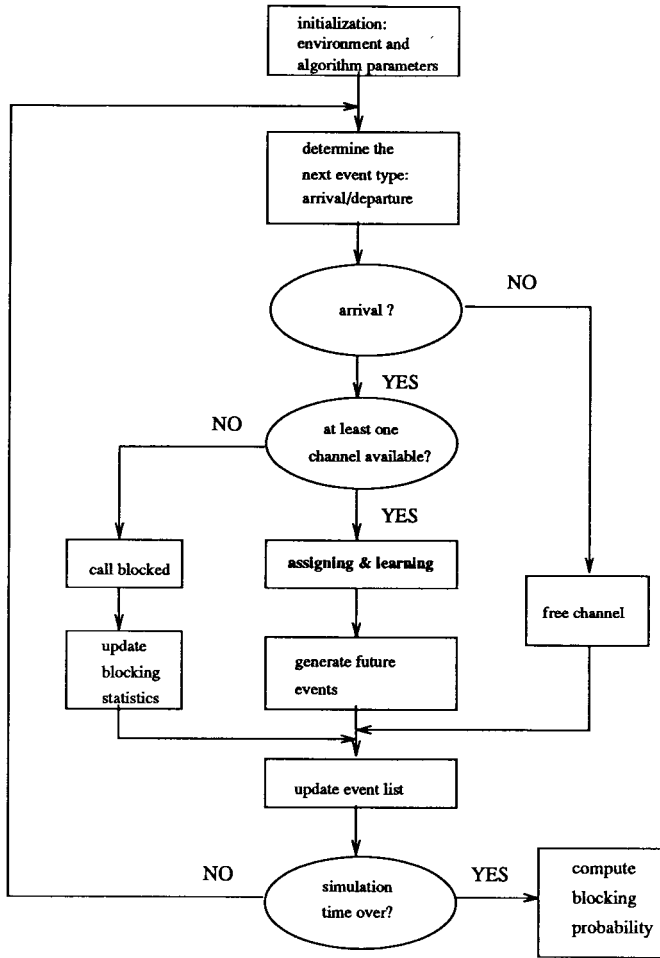 initialization:
environment and
algorithm parameters
determine the
next event type:
arrival/departure
arrival ?
NO
YES
at least one
channel available?
NO
YES
call blocked
assigning & learning
free channel
update
blocking
statistics
generate future
events
update event list
simulation
time over?
NO
YES
compute
blocking
probability